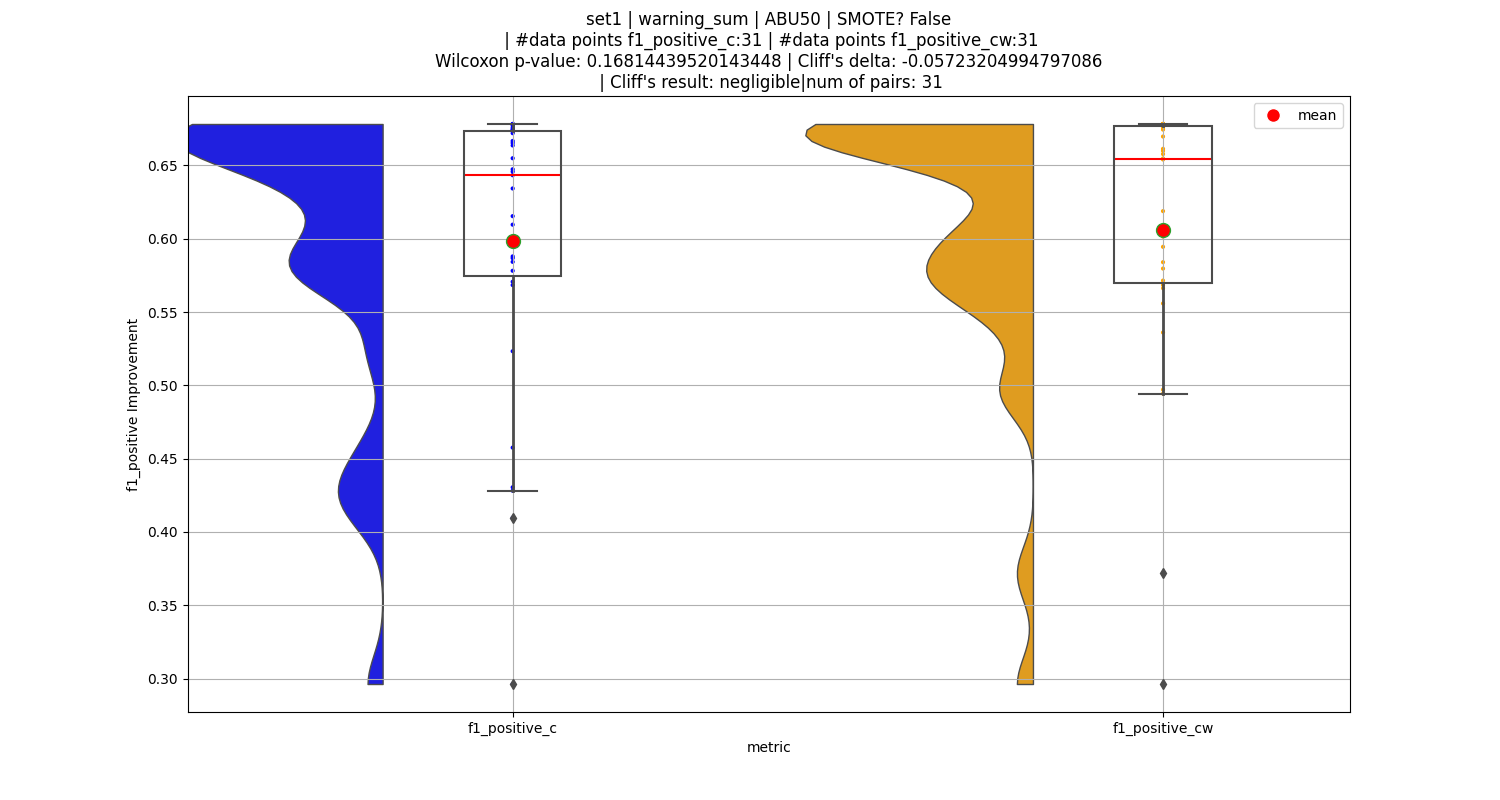 set1 | warning_sum | ABU50 | SMOTE? False
| #data points f1_positive_c:31 | #data points f1_positive_cw:31
Wilcoxon p-value: 0.16814439520143448 | Cliff's delta: -0.05723204994797086
| Cliff's result: negligible|num of pairs: 31
mean
0.65
0.60
0.55
0.50
0.45
0.40
0.35
0.30
f1_positive Improvement
f1_positive_c
f1_positive_cw
metric